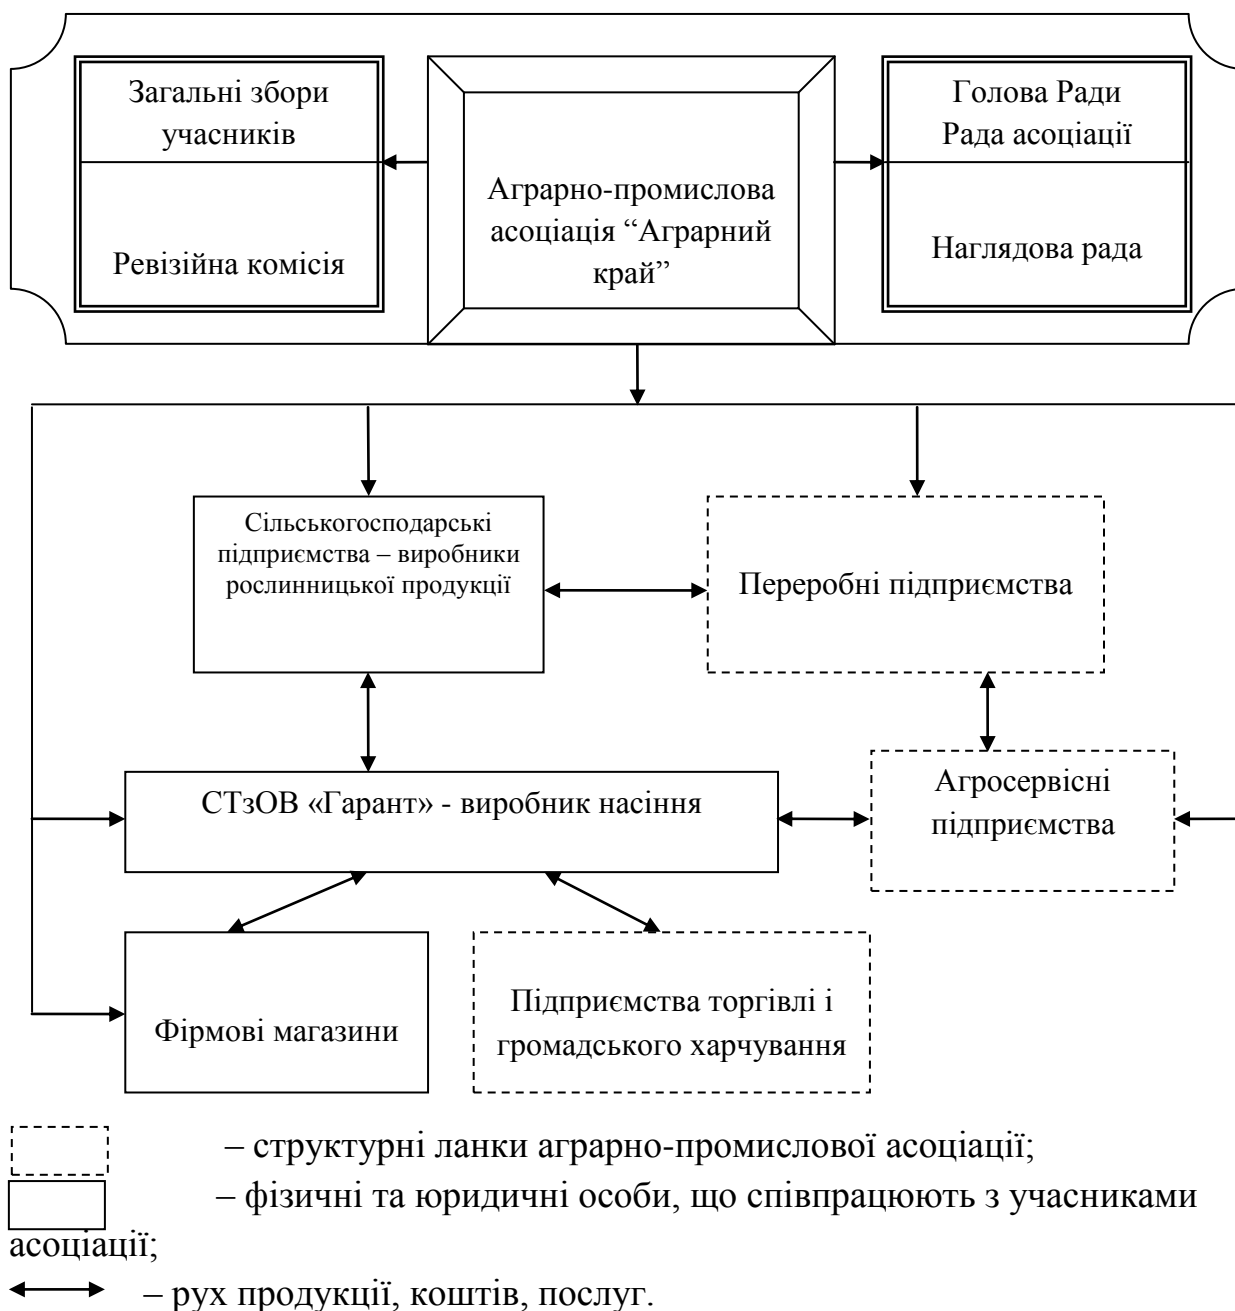 Загальні збори
учасників
Ревізійна комісія
Аграрно-промислова
асоціація “Аграрний
край”
Голова Ради
Рада асоціації
Наглядова рада
Сільськогосподарські
підприємства – виробники
рослинницької продукції
Переробні підприємства
СТзОВ «Гарант» - виробник насіння
Агросервісні
підприємства
Фірмові магазини
Підприємства торгівлі і
громадського харчування
– структурні ланки аграрно-промислової асоціації;
– фізичні та юридичні особи, що співпрацюють з учасниками
асоціації;
– рух продукції, коштів, послуг.